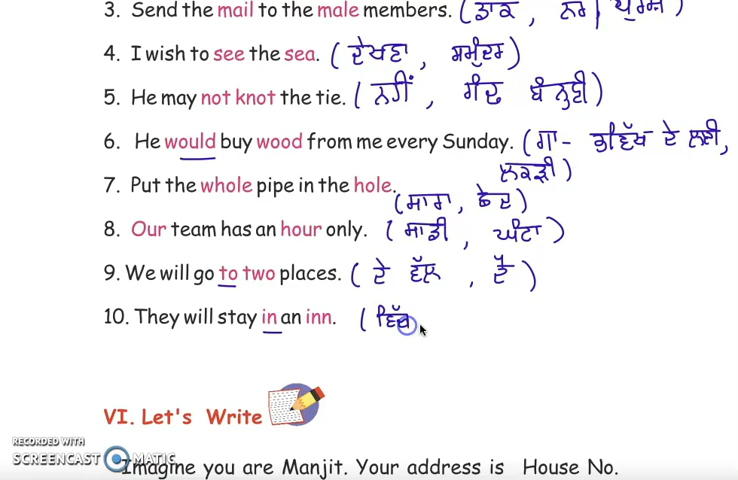 3. Send the mail to the male members. (ਡਾਕ, ਨਰ/
4. I wish to see the sea. (ਦੇਖਣਾ, ਸਮੁੰਦਰ)
5. He may not knot the tie. (ਨਹੀਂ, ਗੰਢ ਬੰਨ੍ਹਣੀ)
6. He would buy wood from me every Sunday. (ਗਾ- ਭਵਿੱਖ ਦੇ ਲਈ,
ਲਕੜੀ)
7. Put the whole pipe in the hole.
(ਸਾਰਾ, ਛੇਦ)
8. Our team has an hour only. (ਸਾਡੀ, ਘੰਟਾ)
9. We will go to two places. (ਦੇ ਵੱਲ, ਦੋ)
10. They will stay in an inn. (ਵਿੱਚ
VI. Let's Write
RECORDED WITH
SCREENCAST MATIC
Imagine you are Manjit. Your address is House No.